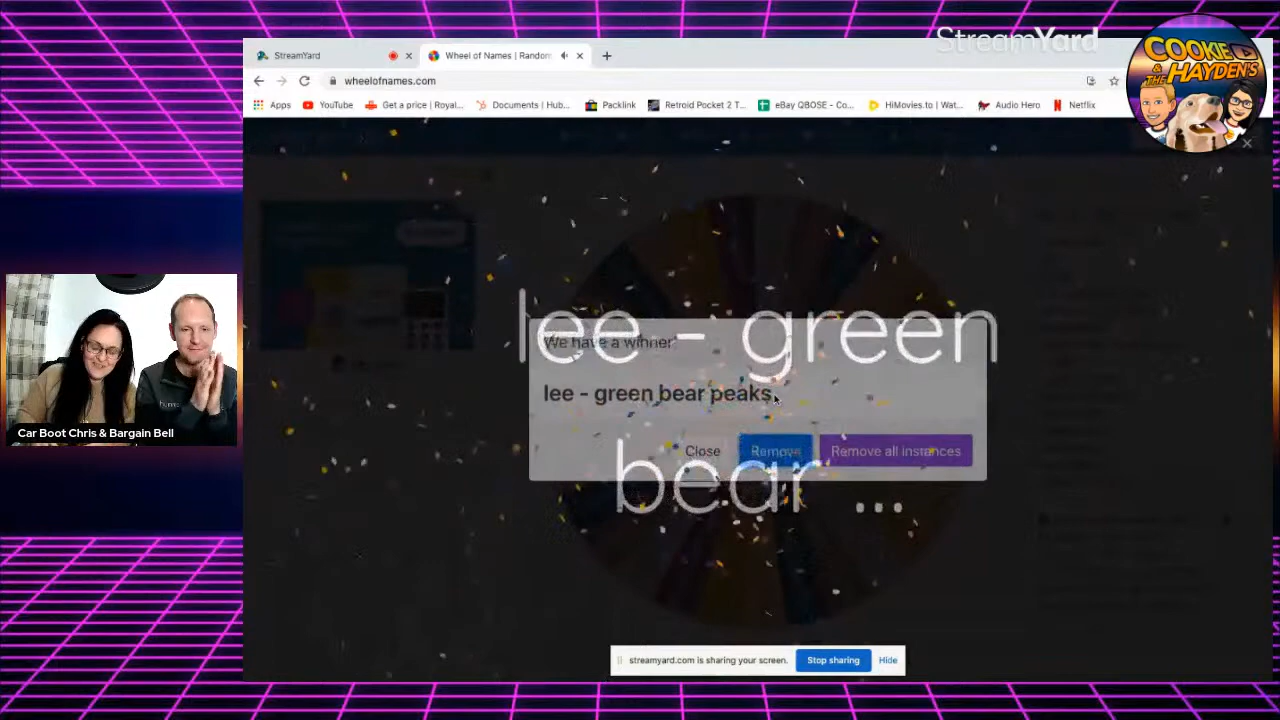 StreamYard
COOKIE
& THE
HAYDEN'S
StreamYard
Wheel of Names | Random
wheelofnames.com
Apps
YouTube
Get a price | Royal...
Documents | Hub...
Packlink
Retroid Pocket 2 T...
eBay QBOSE - Co...
HiMovies.to | Wat...
Audio Hero
Netflix
lee - green
bear ...
We have a winner!
lee - green bear peaks
Close
Remove
Remove all instances
Car Boot Chris & Bargain Bell
streamyard.com is sharing your screen.
Stop sharing
Hide